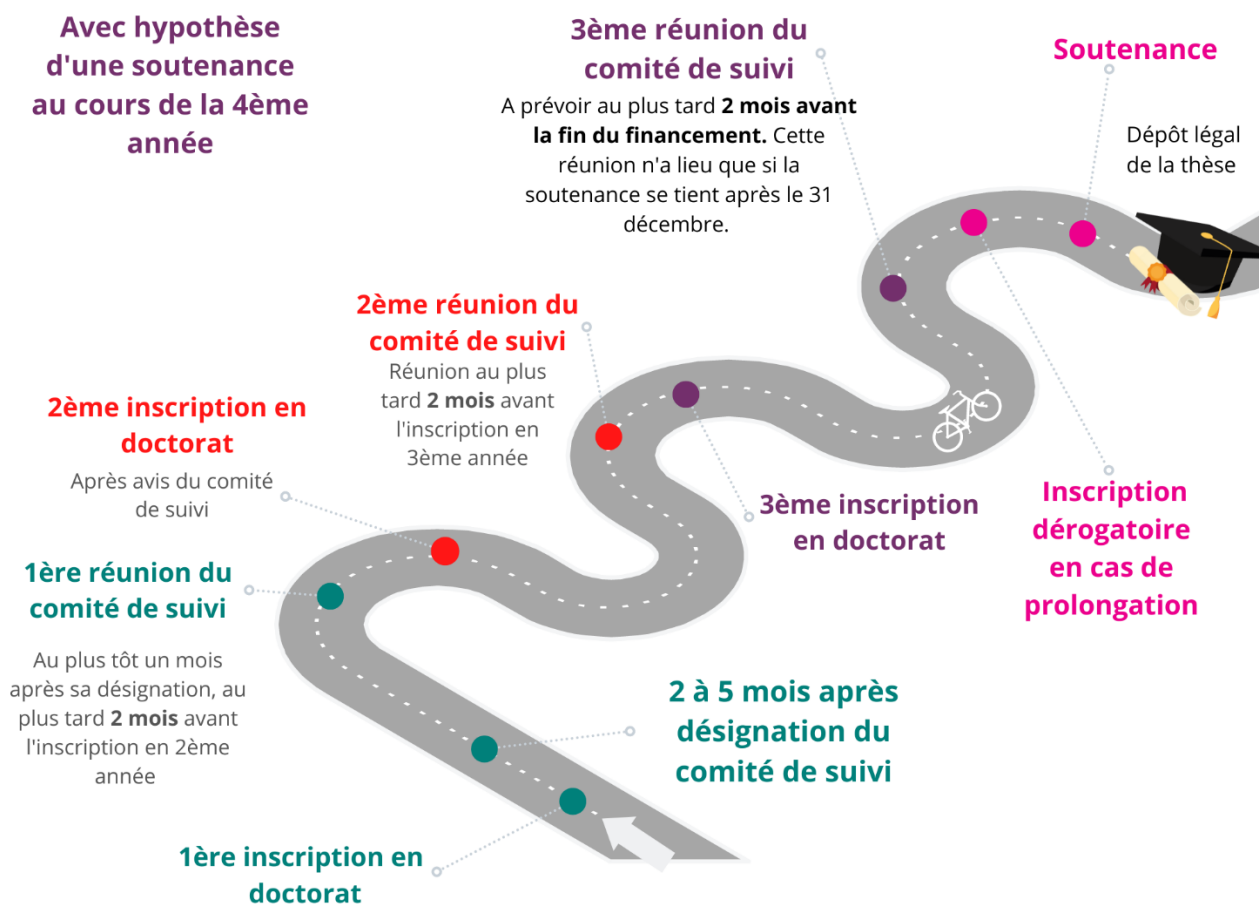 Avec hypothèse
d'une soutenance
au cours de la 4ème
année
3ème réunion du
comité de suivi
A prévoir au plus tard 2 mois avant
la fin du financement. Cette
réunion n'a lieu que si la
soutenance se tient après le 31
décembre.
Soutenance
Dépôt légal
de la thèse
2ème réunion du
comité de suivi
Réunion au plus
tard 2 mois avant
l'inscription en
3ème année
2ème inscription en
doctorat
Après avis du comité
de suivi
3ème inscription
en doctorat
Inscription
dérogatoire
en cas de
prolongation
1ère réunion du
comité de suivi
Au plus tôt un mois
après sa désignation, au
plus tard 2 mois avant
l'inscription en 2ème
année
2 à 5 mois après
désignation du
comité de suivi
1ère inscription en
doctorat